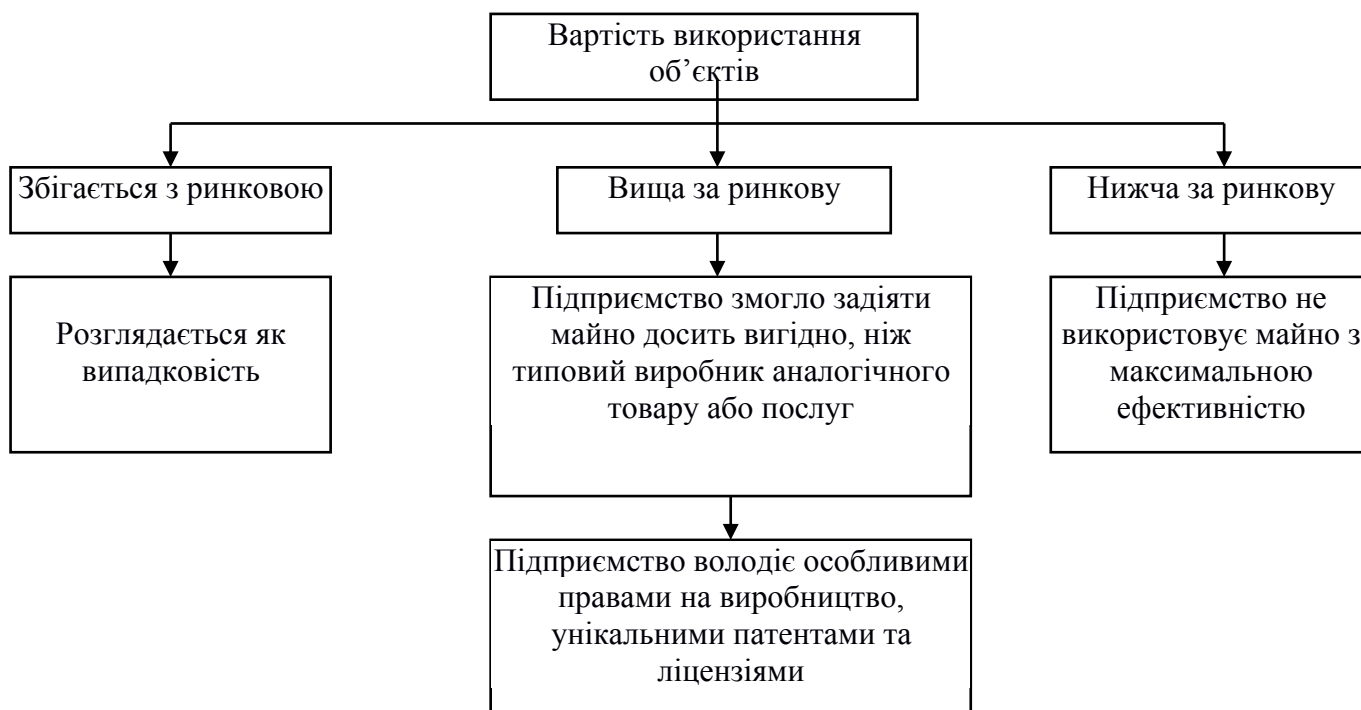 Вартість використання
об’єктів
Збігається з ринковою
Вища за ринкову
Нижча за ринкову
Розглядається як
випадковість
Підприємство змогло задіяти
майно досить вигідно, ніж
типовий виробник аналогічного
товару або послуг
Підприємство не
використовує майно з
максимальною
ефективністю
Підприємство володіє особливими
правами на виробництво,
унікальними патентами та
ліцензіями